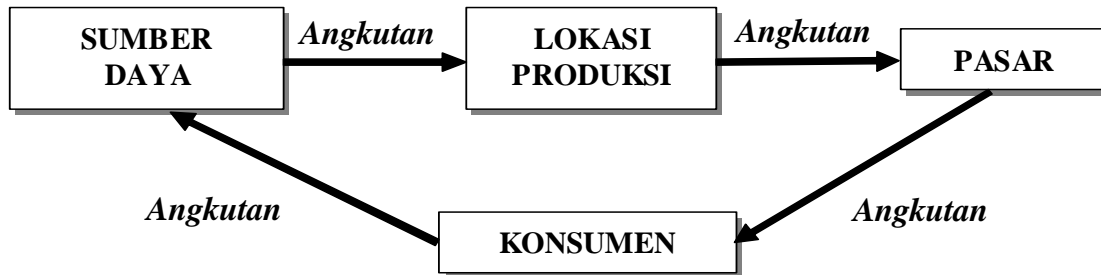 SUMBER
DAYA
Angkutan
LOKASI
PRODUKSI
Angkutan
PASAR
Angkutan
Angkutan
KONSUMEN